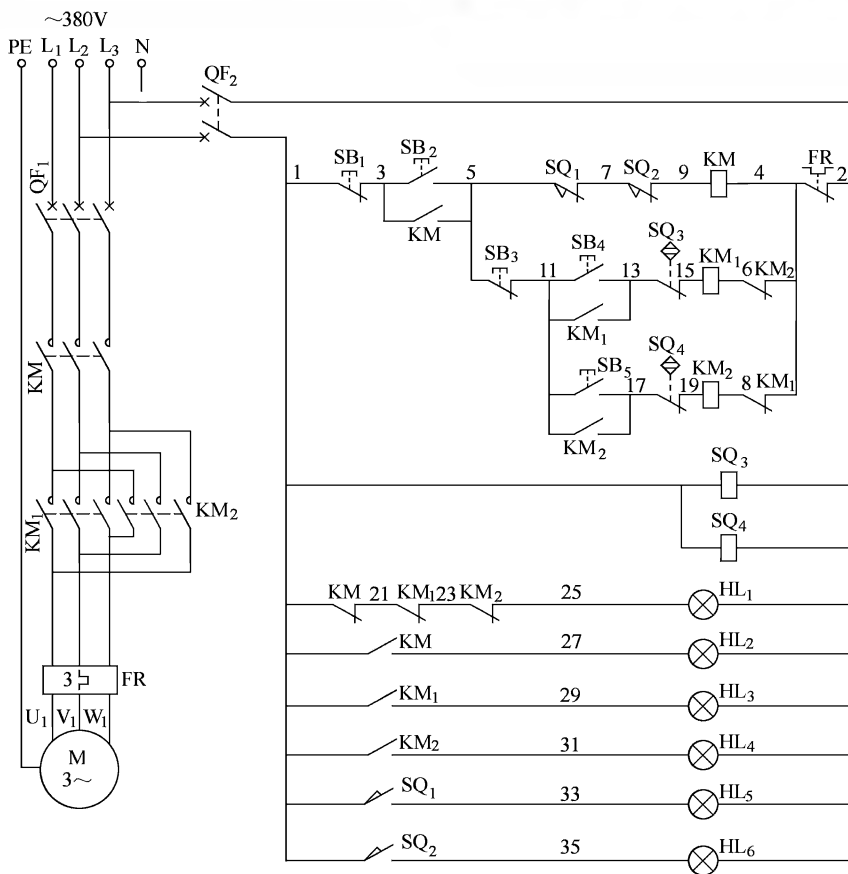 ~380V
PE L₁ L₂ L₃ N
QF₂
QF₁
1 SB₁ 3 SB₂ 5 SQ₁ 7 SQ₂ 9 KM 4 FR 2
KM
SB₃ 11 SB₄ 13 SQ₃ 15 KM₁ 6 KM₂
KM₁
SB₅ 17 SQ₄ 19 KM₂ 8 KM₁
KM₂
KM
KM₁ KM₂
SQ₃
SQ₄
KM 21 KM₁ 23 KM₂ 25 HL₁
KM 27 HL₂
KM₁ 29 HL₃
KM₂ 31 HL₄
SQ₁ 33 HL₅
SQ₂ 35 HL₆
3 FR
U₁ V₁ W₁
M
3~